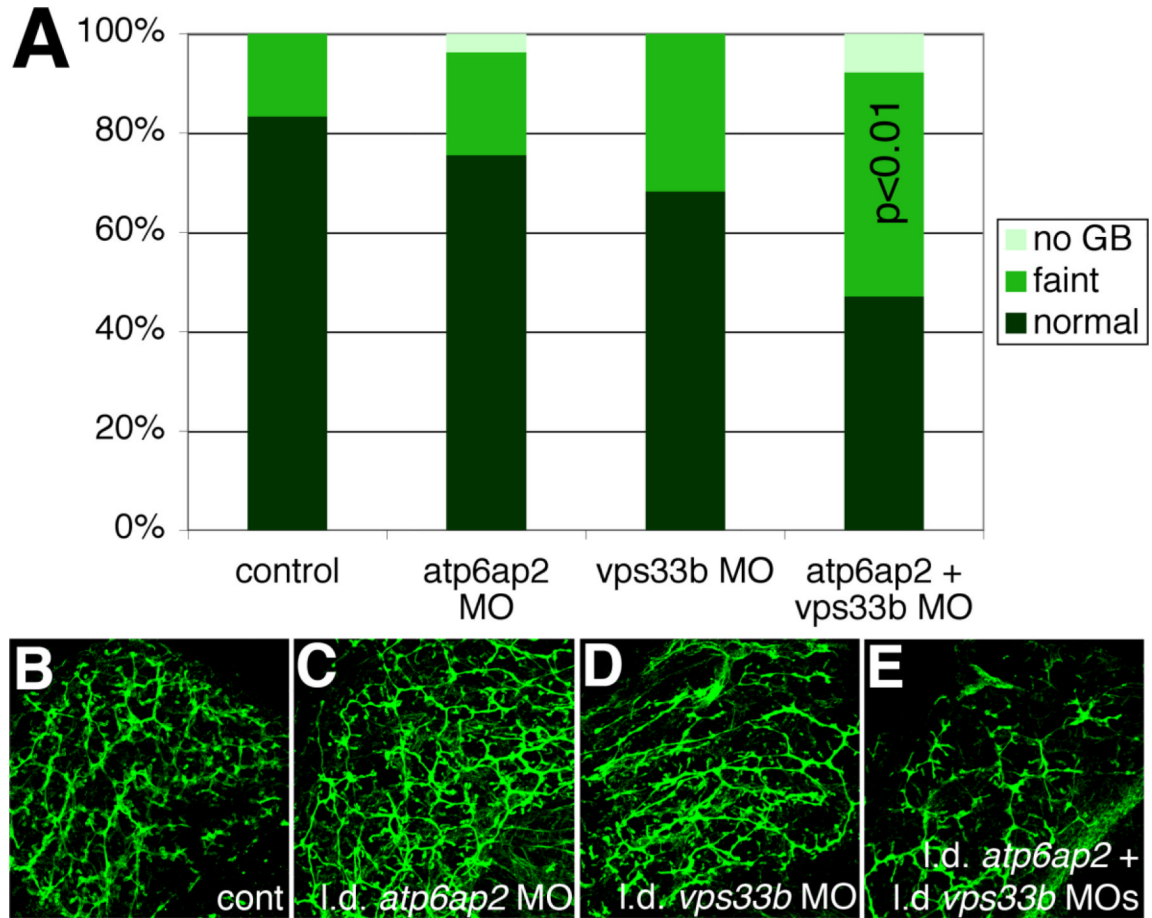 A
100%
80%
60%
40%
20%
0%
p<0.01
no GB
faint
normal
control
atp6ap2
MO
vps33b MO
atp6ap2 +
vps33b MO
B
cont
C
l.d. atp6ap2 MO
D
l.d. vps33b MO
E
l.d. atp6ap2 +
l.d vps33b MOs